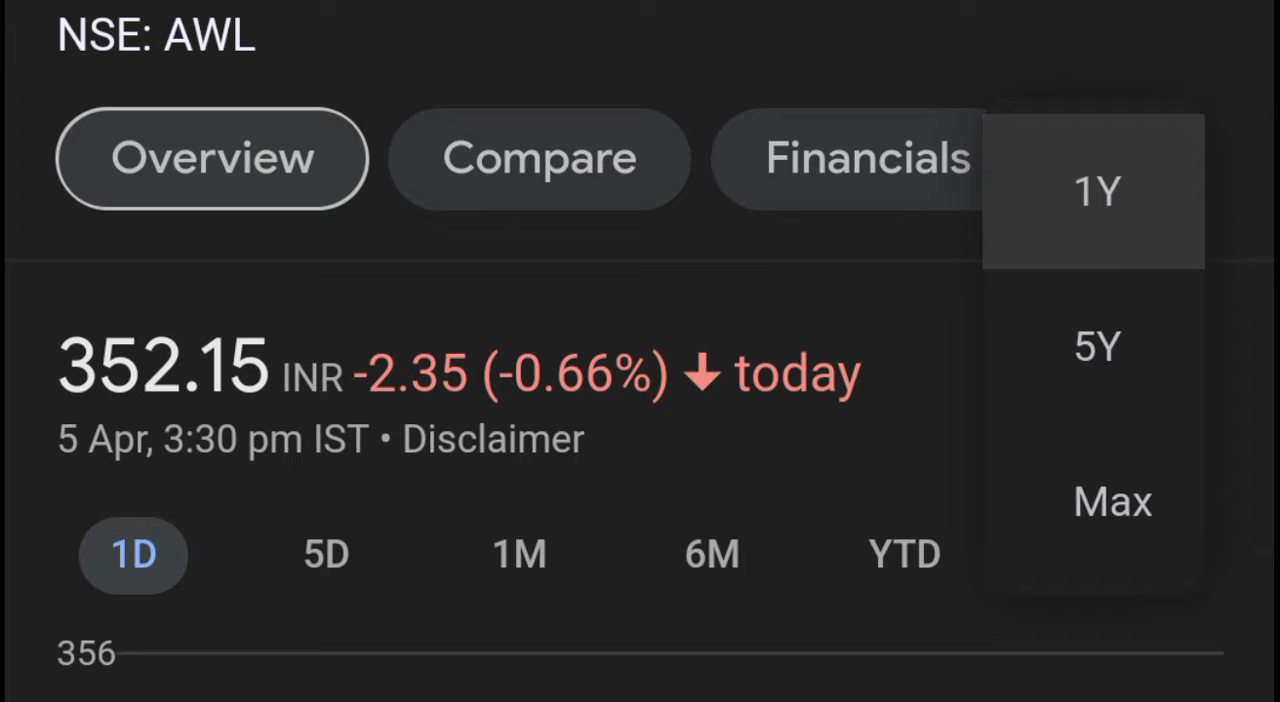 NSE: AWL
Overview Compare Financials
1Y
5Y
Max
352.15 INR -2.35 (-0.66%) ↓ today
5 Apr, 3:30 pm IST • Disclaimer
1D 5D 1M 6M YTD
356